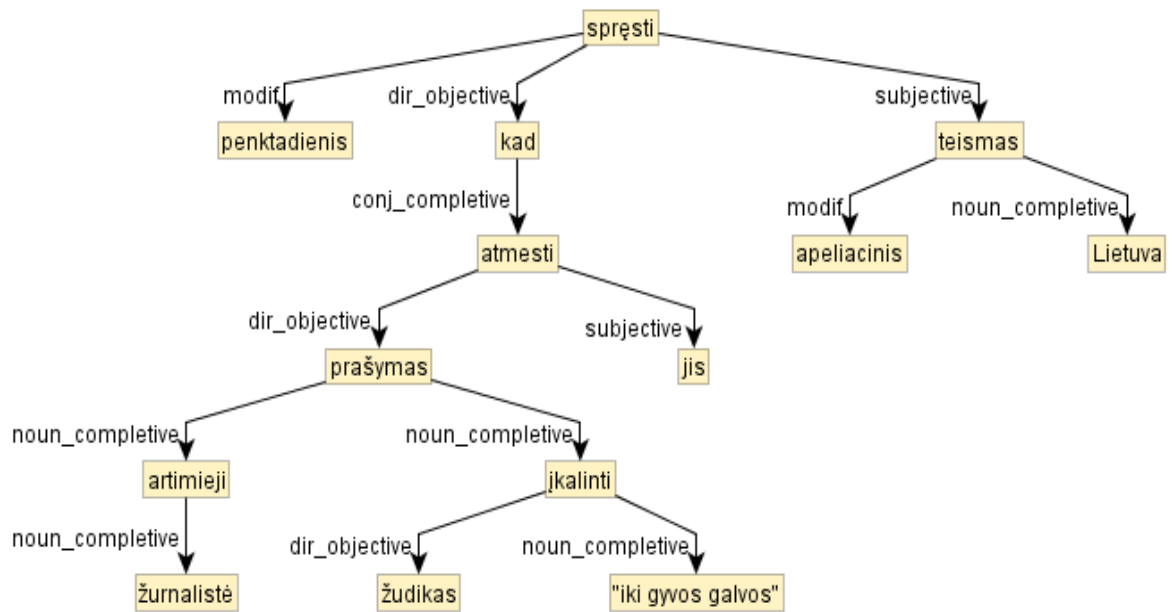 spręsti
modif dir_objective subjective
penktadienis kad teismas
conj_completive modif noun_completive
atmesti apeliacinis Lietuva
dir_objective subjective
prašymas jis
noun_completive noun_completive
artimieji įkalinti
noun_completive dir_objective noun_completive
žurnalistė žudikas "iki gyvos galvos"